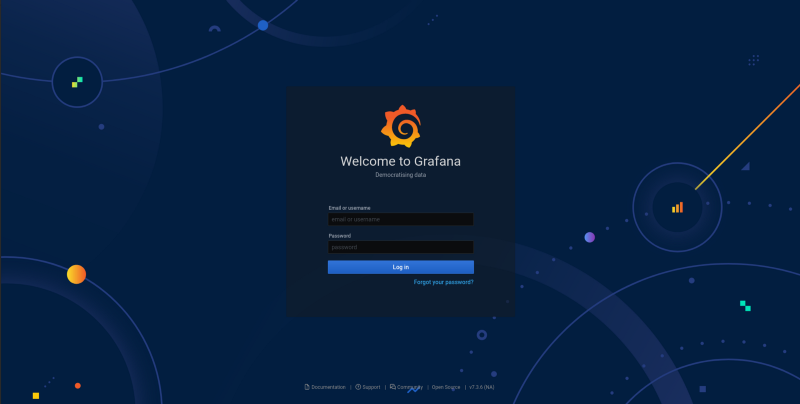 Welcome to Grafana
Democratising data
Email or username
email or username
Password
password
Log in
Forgot your password?
Documentation | Support | Community | Open Source | v7.3.6 (NA)